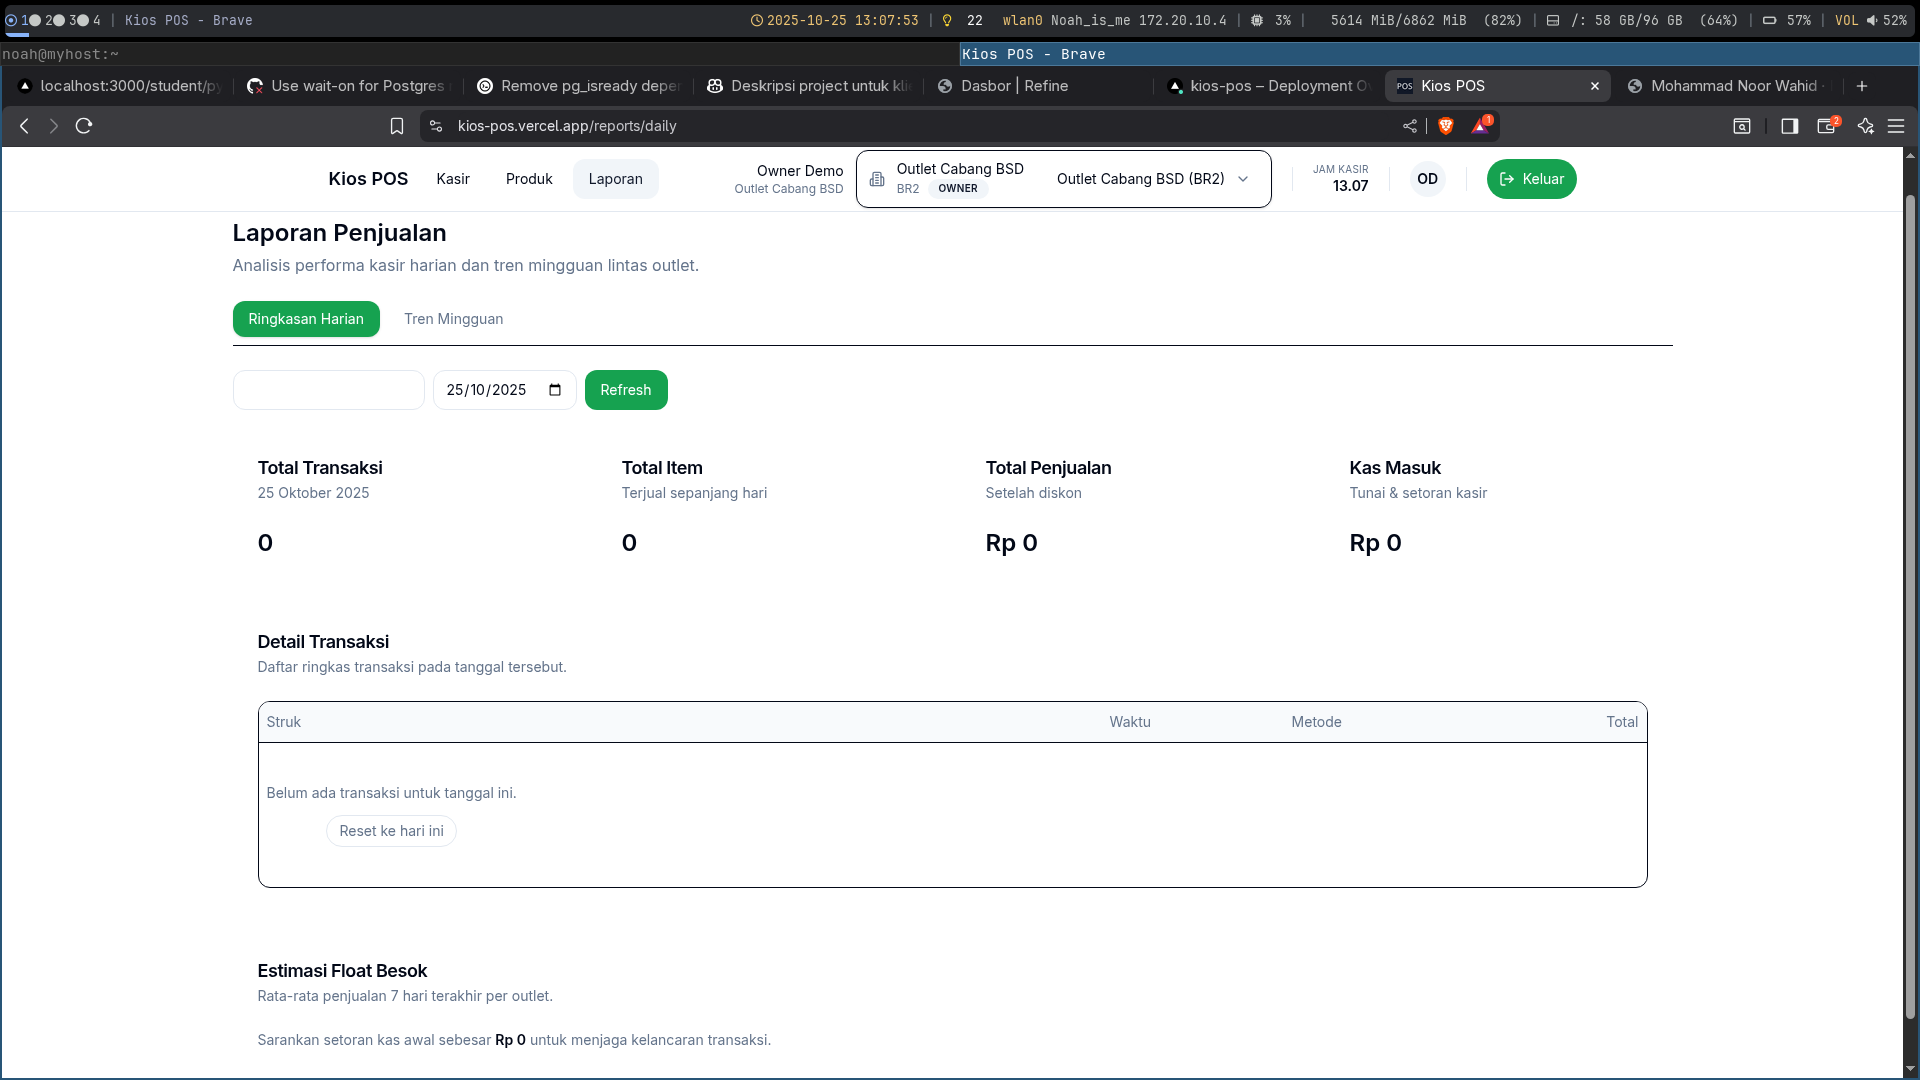 1 2 3 4 | Kios POS - Brave
2025-10-25 13:07:53 | 22 wlan0 Noah_is_me 172.20.10.4 | 3% | 5614 MiB/6862 MiB (82%) | /: 58 GB/96 GB (64%) | 57% | VOL 52%
noah@myhost:~
Kios POS - Brave
localhost:3000/student/py
Use wait-on for Postgres
Remove pg_isready deper
Deskripsi project untuk kli
Dasbor | Refine
kios-pos – Deployment O
POS Kios POS
Mohammad Noor Wahid ·
kios-pos.vercel.app/reports/daily
1
2
Kios POS
Kasir
Produk
Laporan
Owner Demo
Outlet Cabang BSD
Outlet Cabang BSD
BR2 OWNER
Outlet Cabang BSD (BR2)
JAM KASIR
13.07
OD
Keluar
Laporan Penjualan
Analisis performa kasir harian dan tren mingguan lintas outlet.
Ringkasan Harian
Tren Mingguan
25/10/2025
Refresh
Total Transaksi
25 Oktober 2025
0
Total Item
Terjual sepanjang hari
0
Total Penjualan
Setelah diskon
Rp 0
Kas Masuk
Tunai & setoran kasir
Rp 0
Detail Transaksi
Daftar ringkas transaksi pada tanggal tersebut.
Struk Waktu Metode Total
Belum ada transaksi untuk tanggal ini.
Reset ke hari ini
Estimasi Float Besok
Rata-rata penjualan 7 hari terakhir per outlet.
Sarankan setoran kas awal sebesar Rp 0 untuk menjaga kelancaran transaksi.